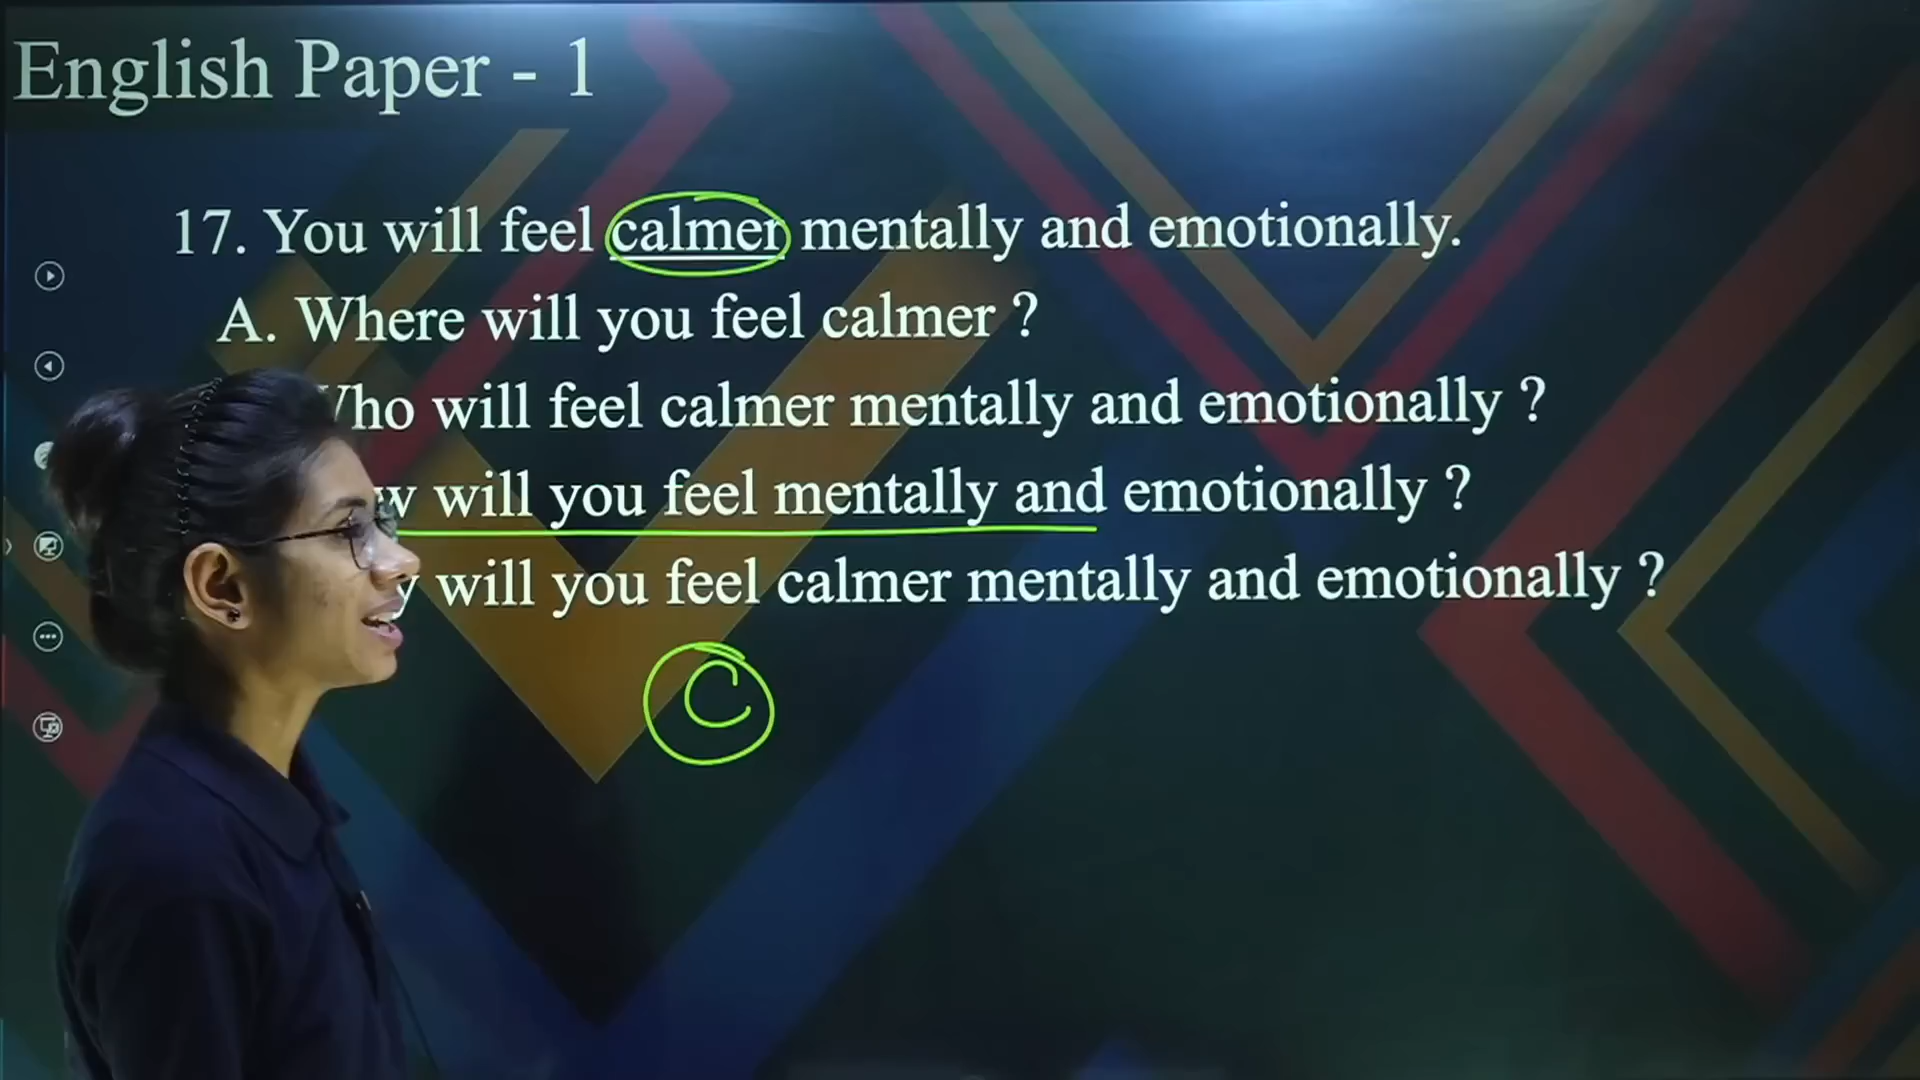 English Paper - 1
17. You will feel calmer mentally and emotionally.
A. Where will you feel calmer ?
will feel calmer mentally and emotionally ?
will you feel mentally and emotionally ?
will you feel calmer mentally and emotionally ?
C